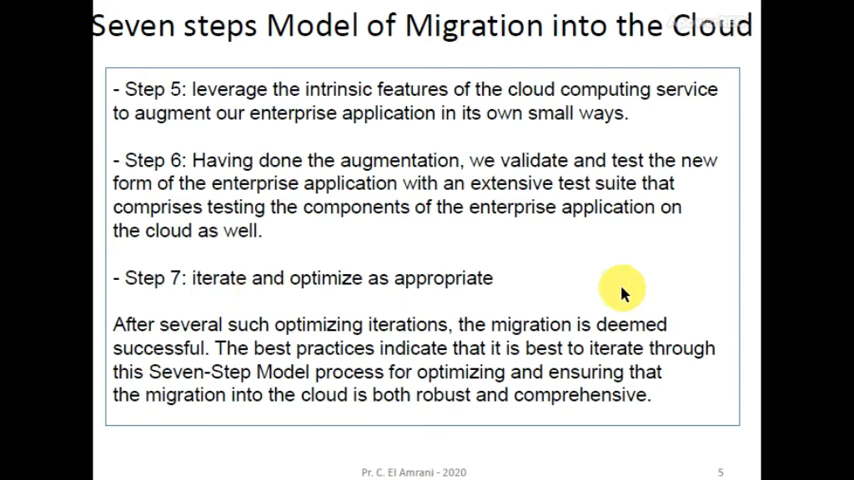 Seven steps Model of Migration into the Cloud
- Step 5: leverage the intrinsic features of the cloud computing service
to augment our enterprise application in its own small ways.
- Step 6: Having done the augmentation, we validate and test the new
form of the enterprise application with an extensive test suite that
comprises testing the components of the enterprise application on
the cloud as well.
- Step 7: iterate and optimize as appropriate
After several such optimizing iterations, the migration is deemed
successful. The best practices indicate that it is best to iterate through
this Seven-Step Model process for optimizing and ensuring that
the migration into the cloud is both robust and comprehensive.
Pr. C. El Amrani - 2020
5